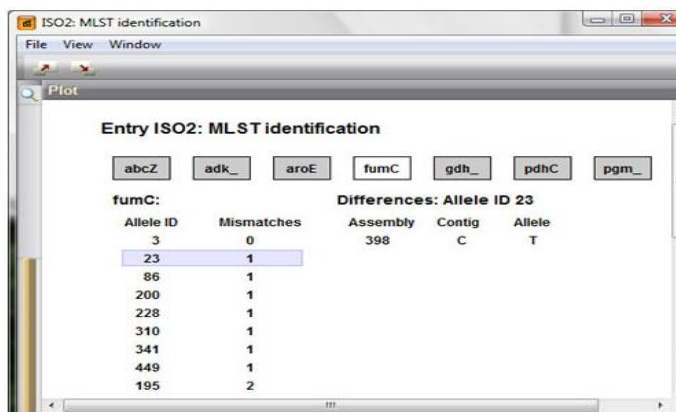 ISO2: MLST identification
File View Window
Plot
Entry ISO2: MLST identification
abcZ adk_ aroE fumC gdh_ pdhC pgm_
fumC: Differences: Allele ID 23
Allele ID Mismatches Assembly Contig Allele
3 0 398 C T
23 1
86 1
200 1
228 1
310 1
341 1
449 1
195 2